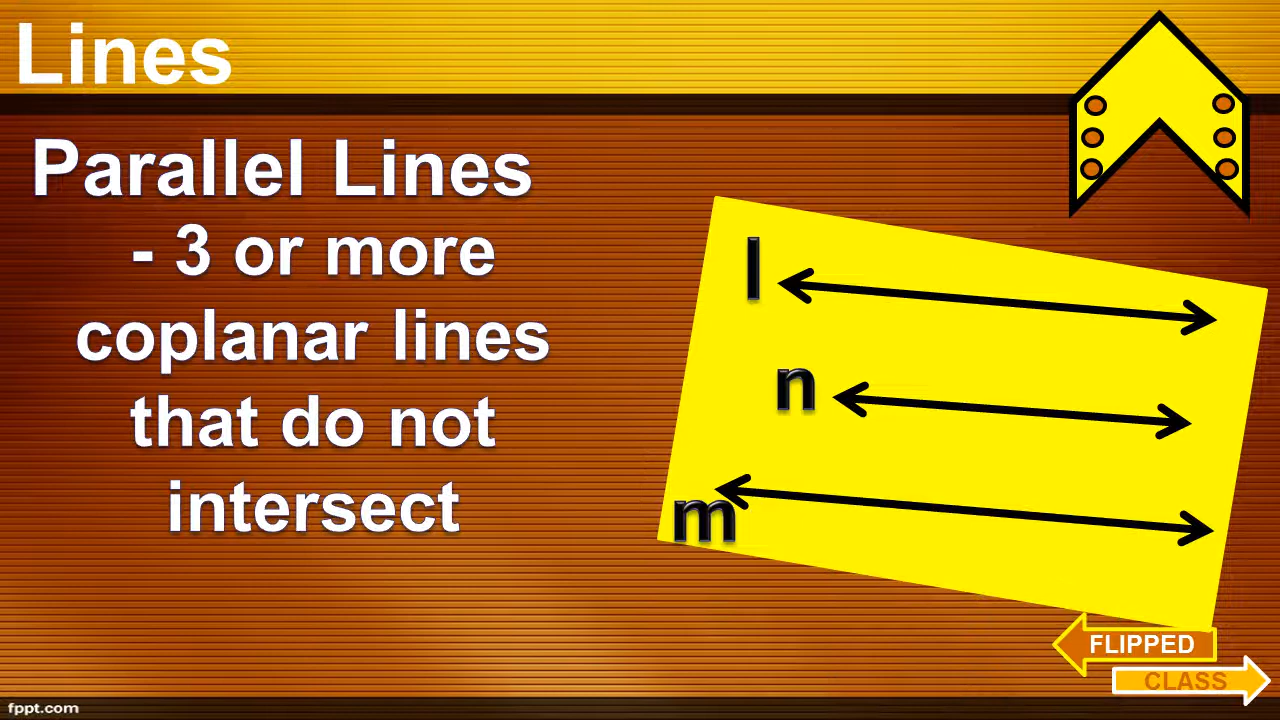 Lines
Parallel Lines
- 3 or more
coplanar lines
that do not
intersect
l
n
m
FLIPPED
CLASS
fppt.com